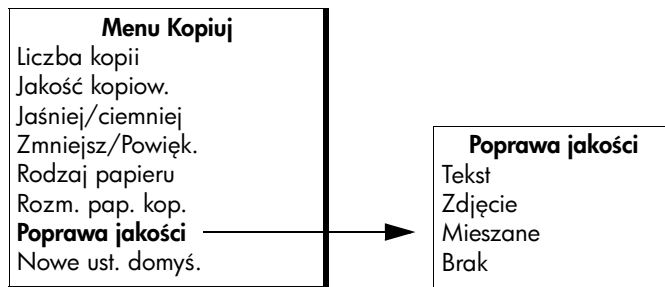 Menu Kopiuj
Liczba kopii
Jakość kopiow.
Jaśniej/ciemniej
Zmniejsz/Powięk.
Rodzaj papieru
Rozm. pap. kop.
Poprawa jakości
Nowe ust. domyś.
Poprawa jakości
Tekst
Zdjęcie
Mieszane
Brak